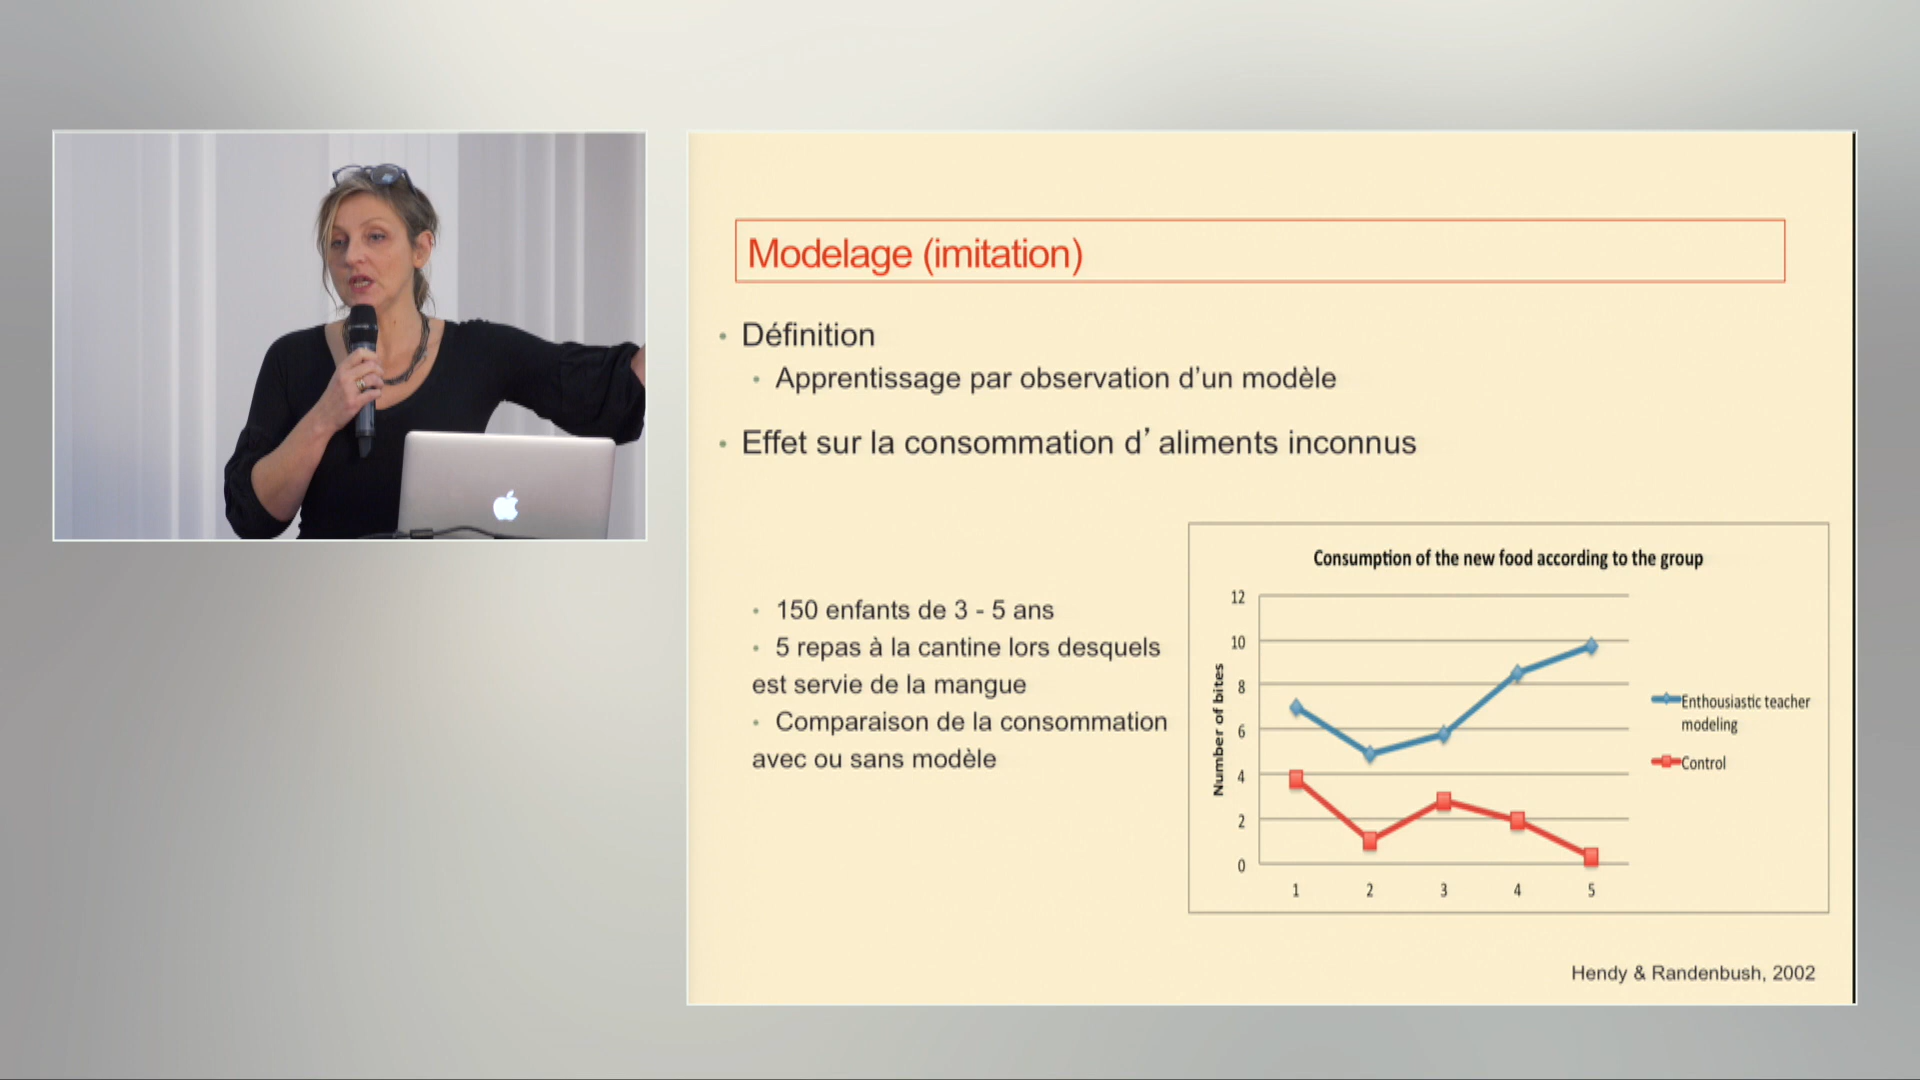 Modelage (imitation)
• Définition
• Apprentissage par observation d’un modèle
• Effet sur la consommation d’ aliments inconnus
• 150 enfants de 3 - 5 ans
• 5 repas à la cantine lors desquels
est servie de la mangue
• Comparaison de la consommation
avec ou sans modèle
Consumption of the new food according to the group
Number of bites
12
10
8
6
4
2
0
1 2 3 4 5
Enthousiastic teacher
modeling
Control
Hendy & Randenbush, 2002